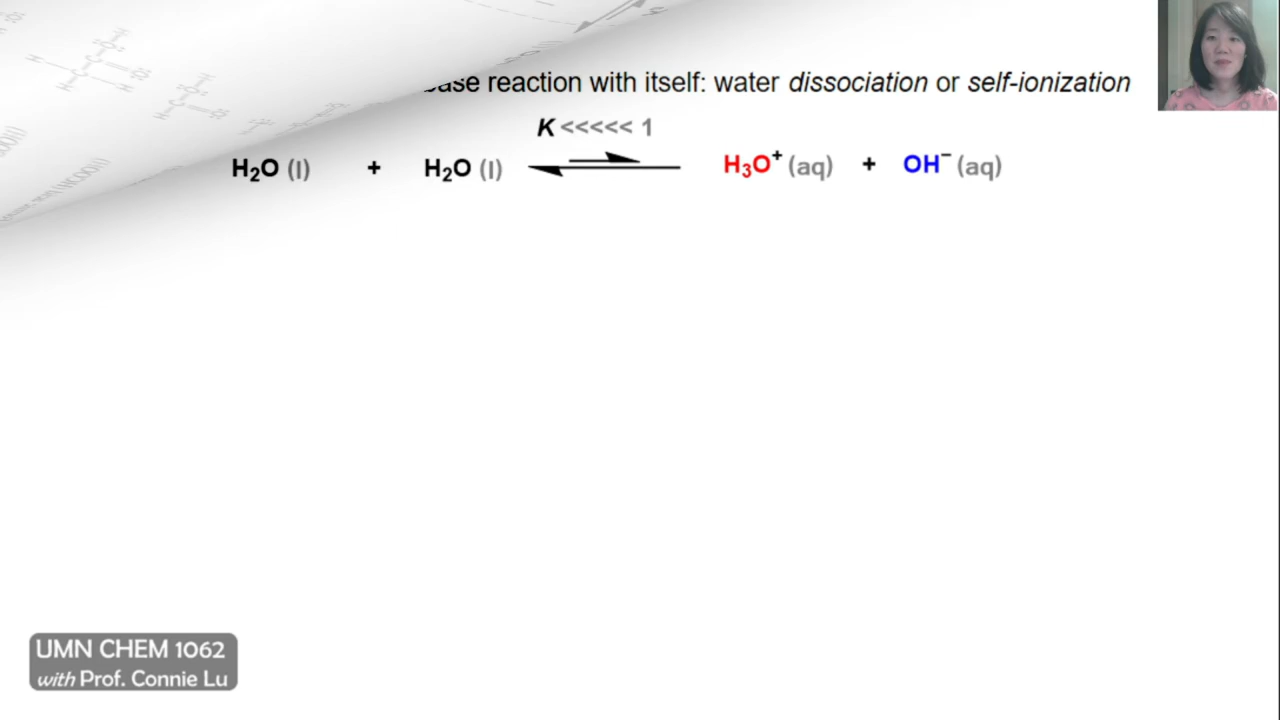 reaction with itself: water dissociation or self-ionization
K <<<<< 1
H₂O (l) + H₂O (l) ⇌ H₃O⁺ (aq) + OH⁻ (aq)
UMN CHEM 1062
with Prof. Connie Lu